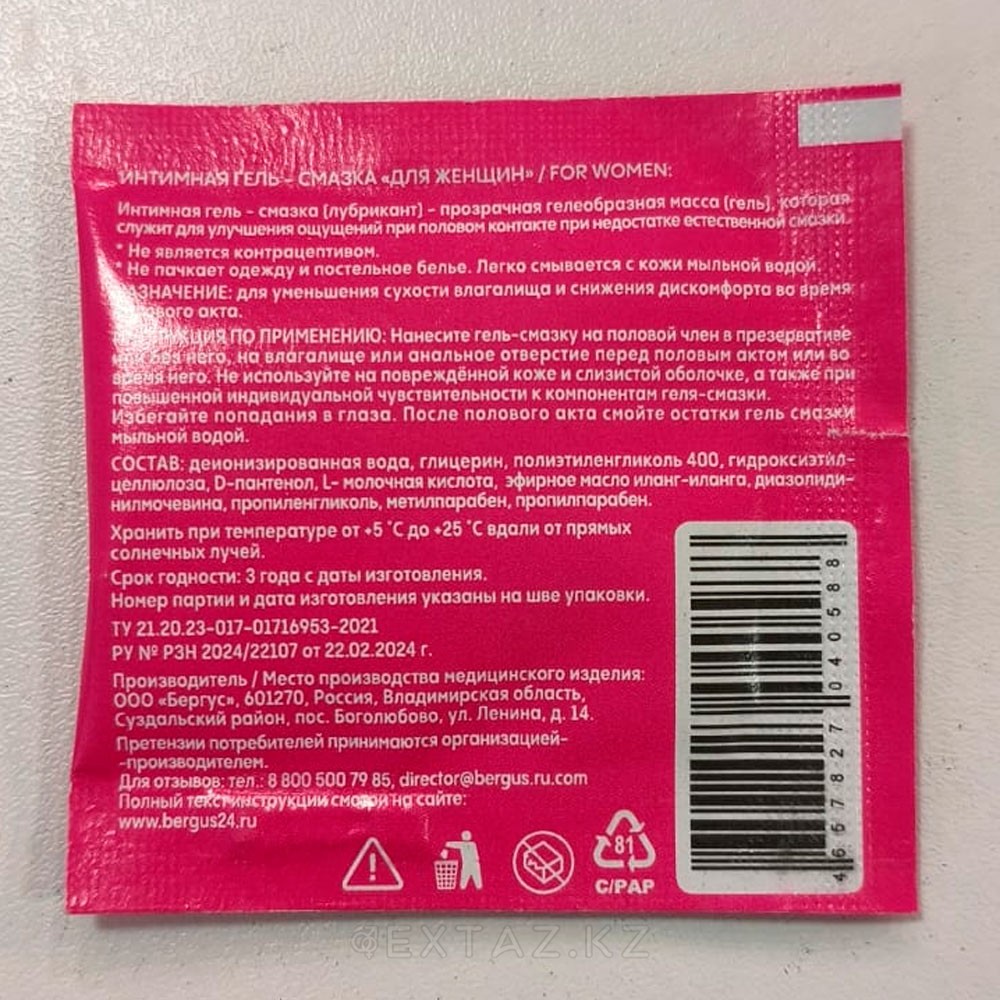 ИНТИМНАЯ ГЕЛЬ – СМАЗКА «ДЛЯ ЖЕНЩИН» / FOR WOMEN:
Интимная гель – смазка (лубрикант) – прозрачная гелеобразная масса (гель), которая
служит для улучшения ощущений при половом контакте при недостатке естественной смазки.
* Не является контрацептивом.
* Не пачкает одежду и постельное белье. Легко смывается с кожи мыльной водой.
для уменьшения сухости влагалища и снижения дискомфорта во время
акта.
ПО ПРИМЕНЕНИЮ: Нанесите гель-смазку на половой член в презервативе
или без него, на влагалище или анальное отверстие перед половым актом или во
время него. Не используйте на повреждённой коже и слизистой оболочке, а также при
повышенной индивидуальной чувствительности к компонентам геля-смазки.
Избегайте попадания в глаза. После полового акта смойте остатки гель смазки
мыльной водой.
СОСТАВ: деионизированная вода, глицерин, полиэтиленгликоль 400, гидроксиэтил-
целлюлоза, D-пантенол, L- молочная кислота, эфирное масло иланг-иланга, диазолиди-
нилмочевина, пропиленгликоль, метилпарабен, пропилпарабен.
Хранить при температуре от +5 °C до +25 °C вдали от прямых
солнечных лучей.
Срок годности: 3 года с даты изготовления.
Номер партии и дата изготовления указаны на шве упаковки.
ТУ 21.20.23-017-01716953-2021
РУ № РЗН 2024/22107 от 22.02.2024 г.
Производитель / Место производства медицинского изделия:
ООО «Бергус», 601270, Россия, Владимирская область,
Суздальский район, пос. Боголюбово, ул. Ленина, д. 14.
Претензии потребителей принимаются организацией-
-производителем.
Для отзывов: тел.: 8 800 500 79 85, director@bergus.ru.com
Полный текст инструкции смотри на сайте:
www.bergus24.ru
81
C/PAP
4 657827 040588
@EXTAZ.KZ